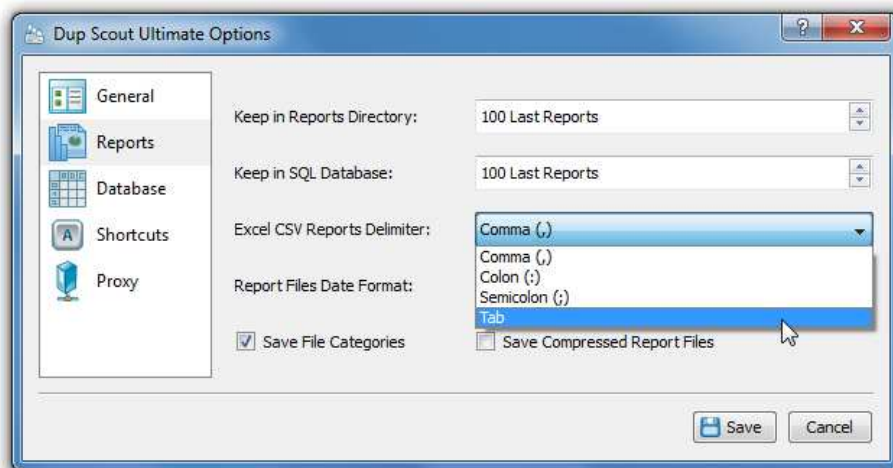 Dup Scout Ultimate Options
General
Reports
Database
Shortcuts
Proxy
Keep in Reports Directory:
100 Last Reports
Keep in SQL Database:
100 Last Reports
Excel CSV Reports Delimiter:
Comma (,)
Comma (,)
Colon (:)
Semicolon (;)
Tab
Report Files Date Format:
Save File Categories
Save Compressed Report Files
Save
Cancel